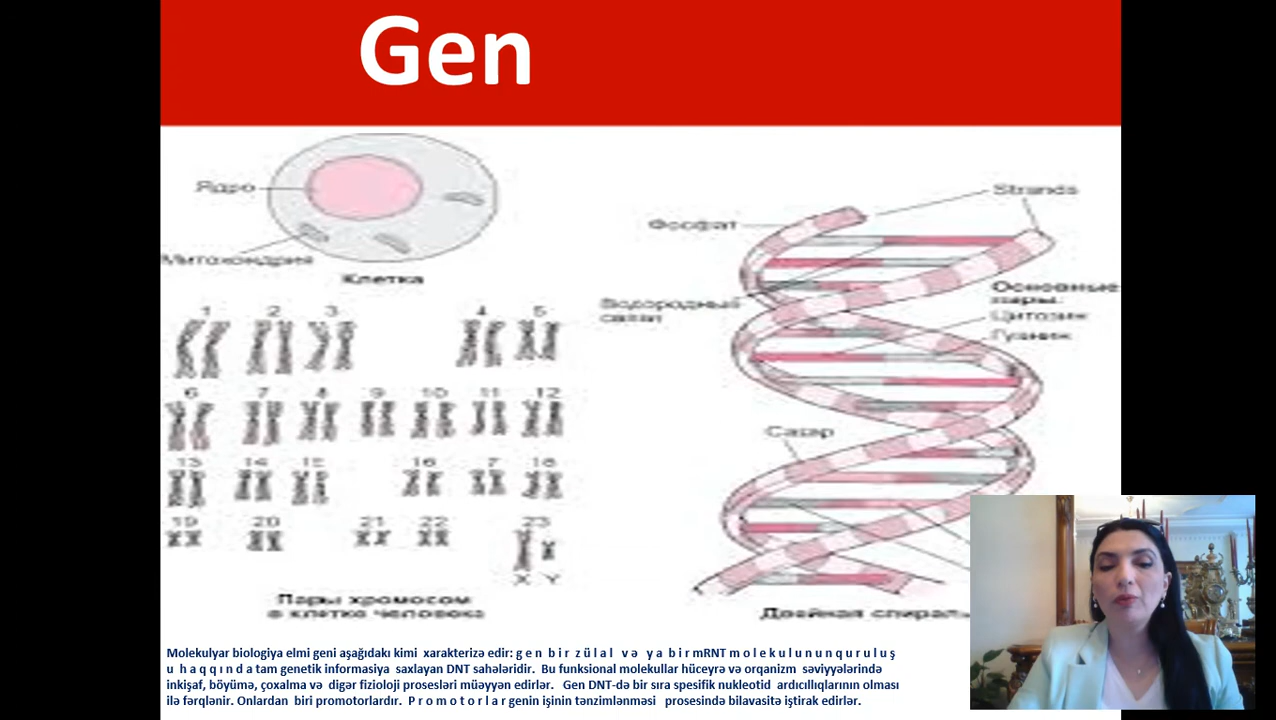 Gen
Ядро
Митохондрия
Клетка
1 2 3 4 5
6 7 8 9 10 11 12
13 14 15 16 7 18
19 20 21 22 23
X Y
Пары хромосом
в клетке человека
Strands
Фосфат
Водородный
связи
Основные
пары:
Цитозин
Гуанин
Сахар
Двойная спираль
Molekulyar biologiya elmi geni aşağıdakı kimi xarakterizə edir: g e n b i r z ü l a l v ə y a b i r mRNT m o l e k u l u n u n q u r u l u ş
u h a q q ı n d a tam genetik informasiya saxlayan DNT sahələridir. Bu funksional molekullar hüceyrə və orqanizm səviyyələrində
inkişaf, böyümə, çoxalma və digər fizioloji prosesləri müəyyən edirlər. Gen DNT-də bir sıra spesifik nukleotid ardıcıllıqlarının olması
ilə fərqlənir. Onlardan biri promotorlardır. P r o m o t o r l a r genin işinin tənzimlənməsi prosesində bilavasitə iştirak edirlər.